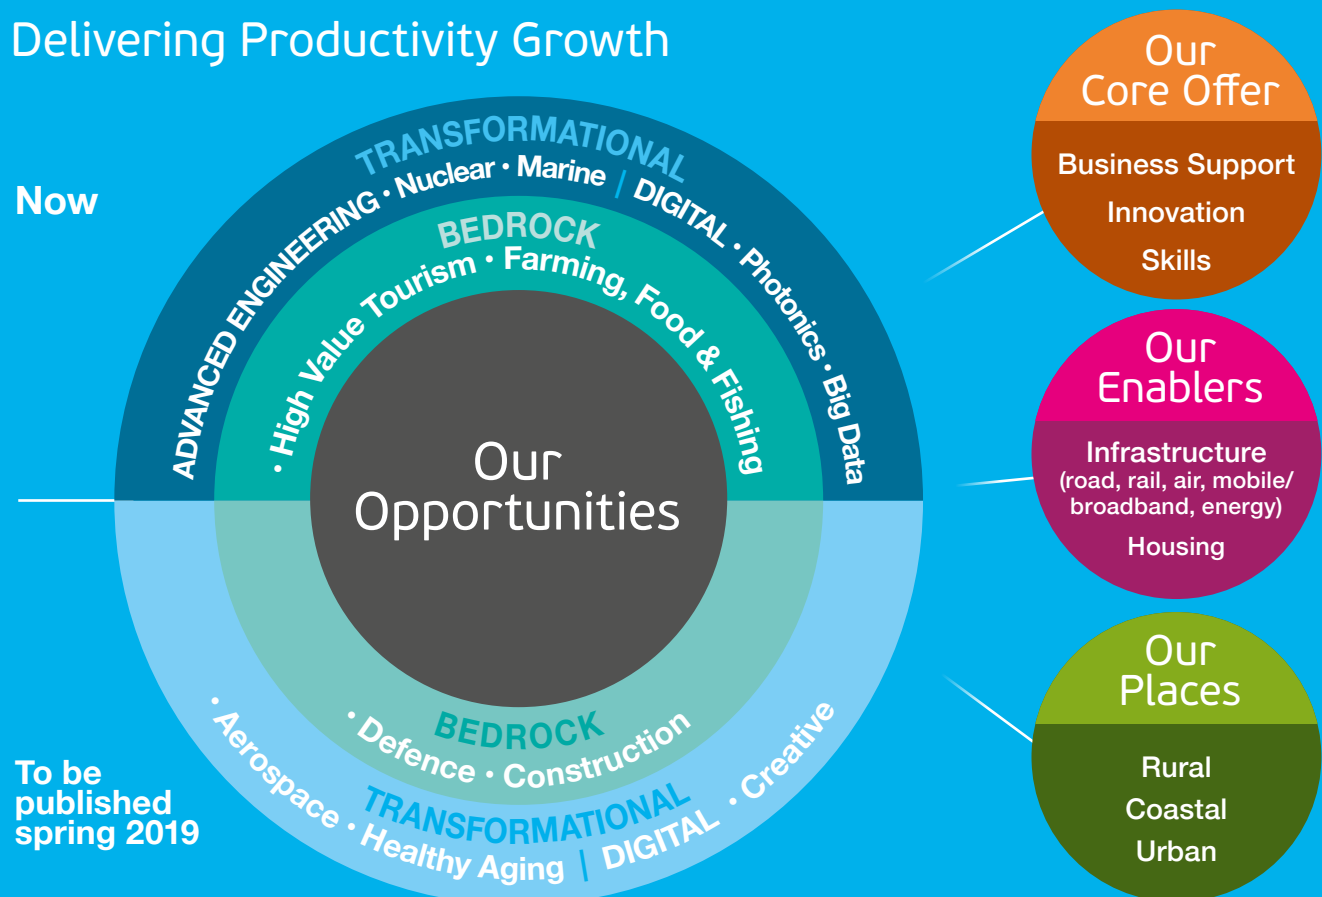 Delivering Productivity Growth
Now
TRANSFORMATIONAL
ADVANCED ENGINEERING · Nuclear · Marine | DIGITAL · Photonics · Big Data
BEDROCK
· High Value Tourism · Farming, Food & Fishing
Our
Opportunities
BEDROCK
· Defence · Construction
TRANSFORMATIONAL
· Aerospace · Healthy Aging | DIGITAL · Creative
To be
published
spring 2019
Our
Core Offer
Business Support
Innovation
Skills
Our
Enablers
Infrastructure
(road, rail, air, mobile/
broadband, energy)
Housing
Our
Places
Rural
Coastal
Urban